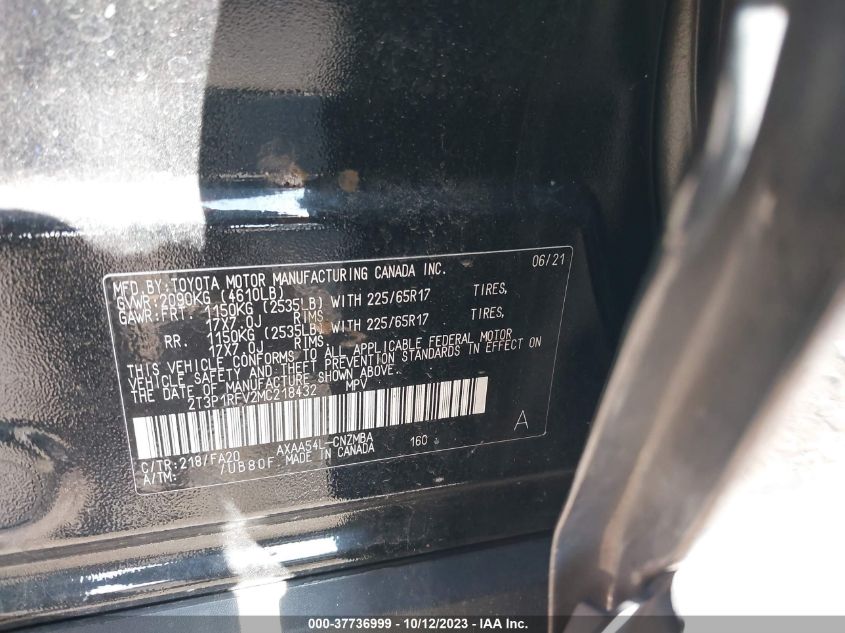 MFD.BY:TOYOTA MOTOR MANUFACTURING CANADA INC. 06/21
GVWR:2090KG (4610LB)
GAWR:FRT. 1150KG (2535LB) WITH 225/65R17 TIRES,
17X7.0J RIMS.
RR. 1150KG (2535LB) WITH 225/65R17 TIRES,
17X7.0J RIMS.
THIS VEHICLE CONFORMS TO ALL APPLICABLE FEDERAL MOTOR
VEHICLE SAFETY AND THEFT PREVENTION STANDARDS IN EFFECT ON
THE DATE OF MANUFACTURE SHOWN ABOVE.
2T3P1RFV2MC218432 MPV
A
C/TR:218/FA20 AXAA54L-CNZMBA 160
A/TM: /UB80F MADE IN CANADA
000-37736999 - 10/12/2023 - IAA Inc.